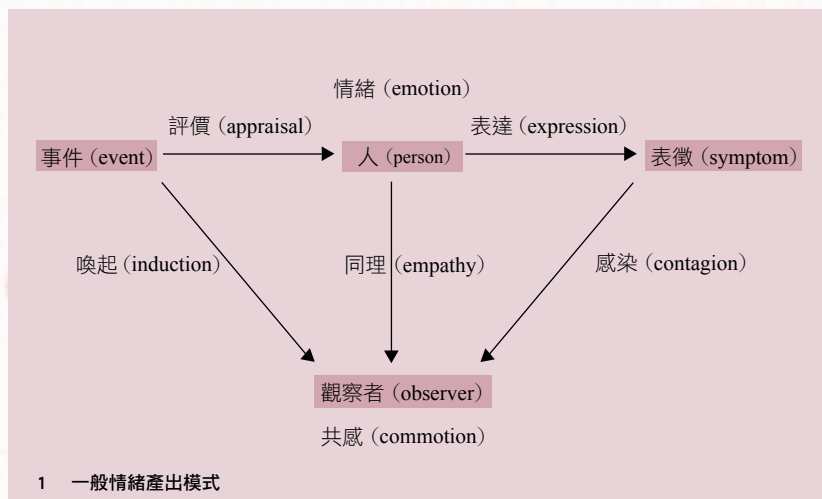 情緒（emotion）
評價（appraisal）
表達（expression）
事件（event）
人（person）
表徵（symptom）
喚起（induction）
同理（empathy）
感染（contagion）
觀察者（observer）
共感（commotion）
1 一般情緒產出模式